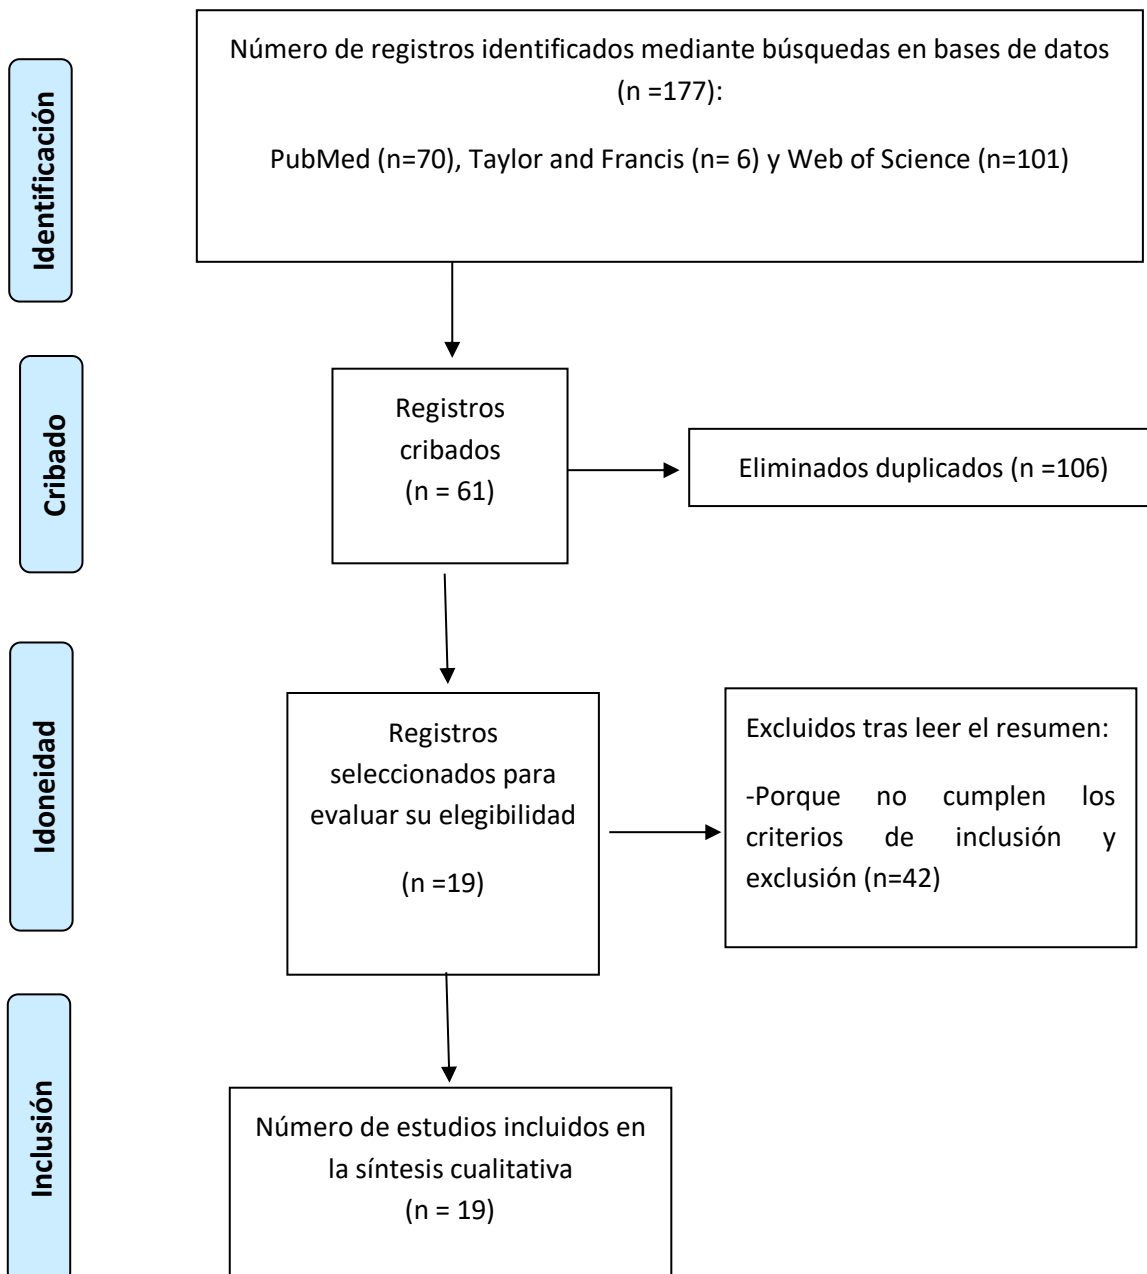 Identificación
Número de registros identificados mediante búsquedas en bases de datos
(n =177):
PubMed (n=70), Taylor and Francis (n= 6) y Web of Science (n=101)
Cribado
Registros
cribados
(n = 61)
Eliminados duplicados (n =106)
Idoneidad
Registros
seleccionados para
evaluar su elegibilidad
(n =19)
Excluidos tras leer el resumen:
-Porque no cumplen los
criterios de inclusión y
exclusión (n=42)
Inclusión
Número de estudios incluidos en
la síntesis cualitativa
(n = 19)